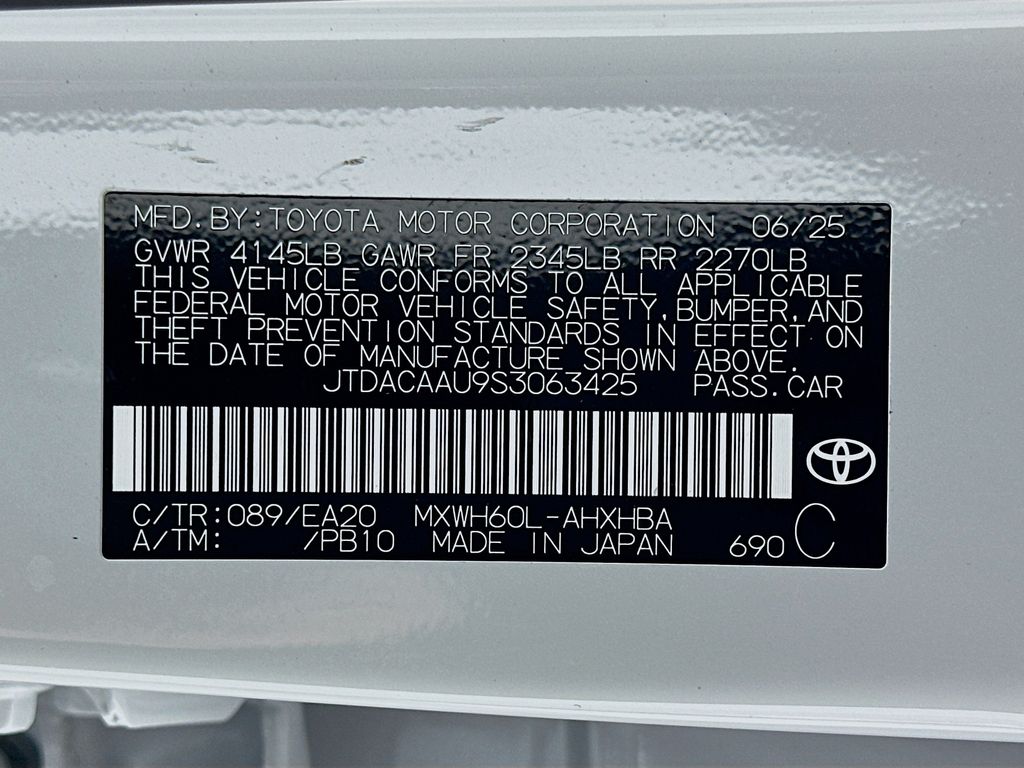 MFD. BY: TOYOTA MOTOR CORPORATION 06/25
GVWR 4145LB GAWR FR 2345LB RR 2270LB
THIS VEHICLE CONFORMS TO ALL APPLICABLE
FEDERAL MOTOR VEHICLE SAFETY, BUMPER, AND
THEFT PREVENTION STANDARDS IN EFFECT ON
THE DATE OF MANUFACTURE SHOWN ABOVE.
JTDACAAU9S3063425 PASS. CAR
C/TR: 089/EA20 MXWH60L-AHXHBA
A/TM: /PB10 MADE IN JAPAN 690 C